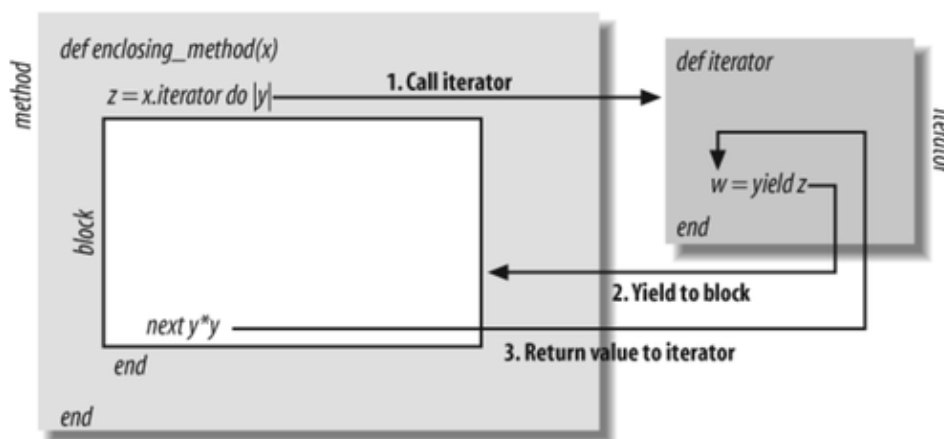 def enclosing_method(x)
z = x.iterator do |y|
1. Call iterator
def iterator
method
iterator
block
w = yield z
end
2. Yield to block
next y*y
3. Return value to iterator
end
end